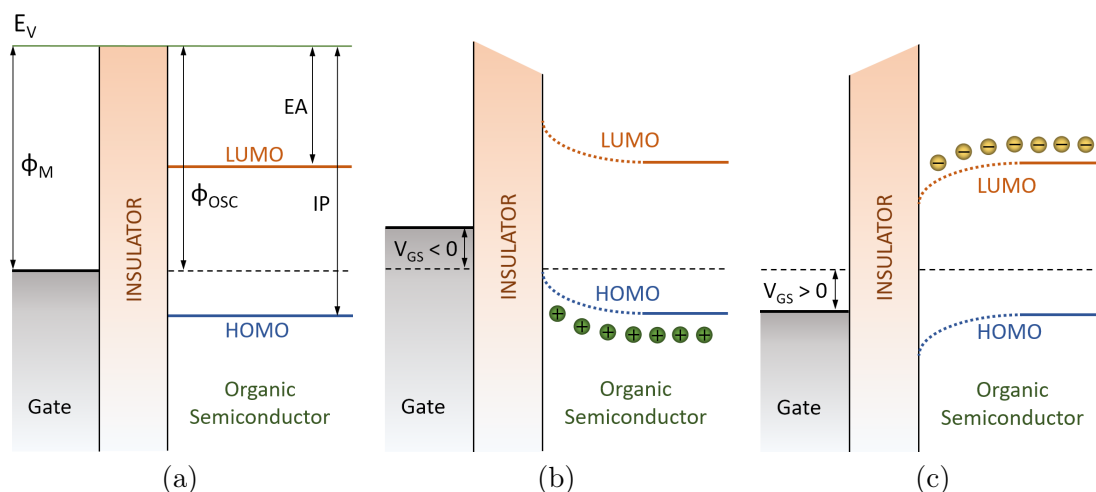 E_V
ϕ_M
INSULATOR
ϕ_OSC
EA
IP
LUMO
HOMO
Gate
Organic
Semiconductor
(a)
V_GS < 0
INSULATOR
LUMO
HOMO
+ + + + + + +
Gate
Organic
Semiconductor
(b)
V_GS > 0
INSULATOR
− − − − − − −
LUMO
HOMO
Gate
Organic
Semiconductor
(c)